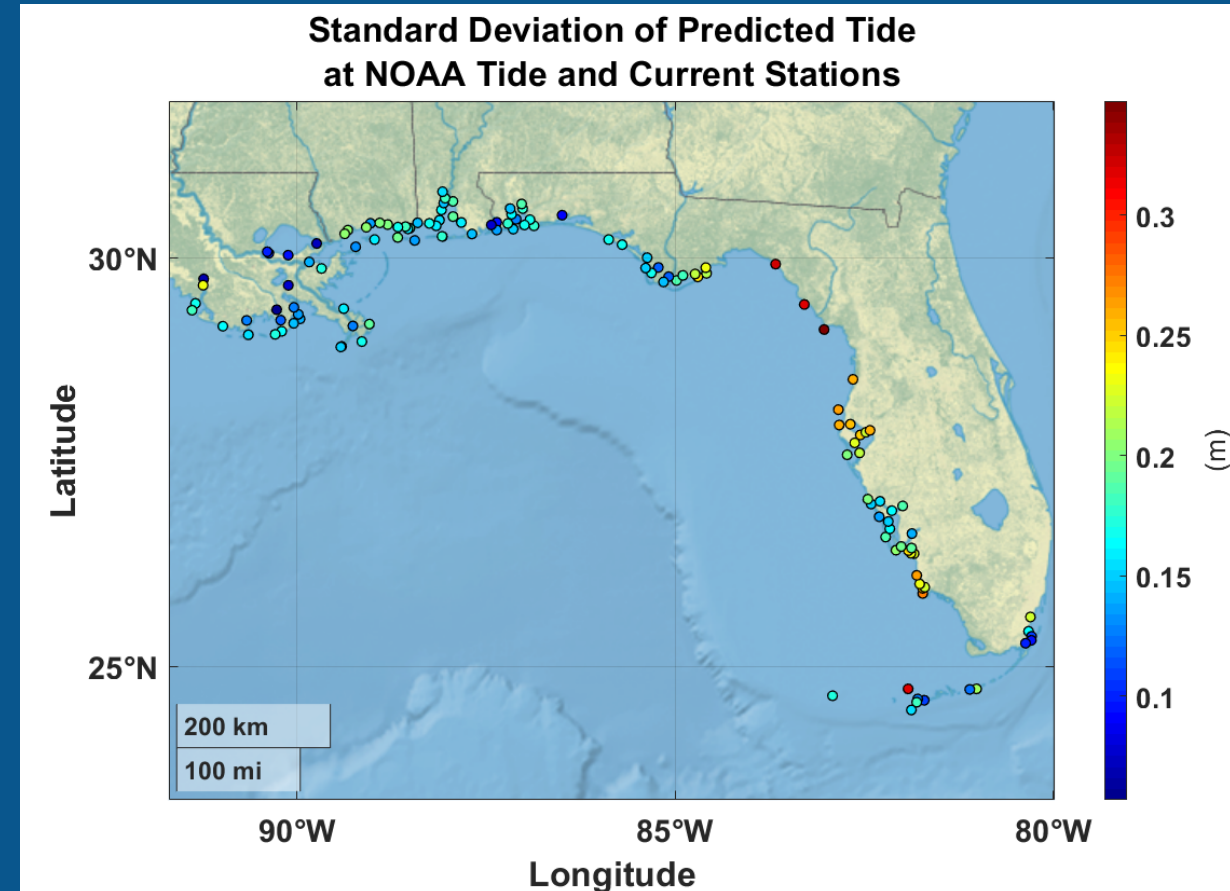 Standard Deviation of Predicted Tide
at NOAA Tide and Current Stations
30°N
25°N
Latitude
200 km
100 mi
90°W
85°W
80°W
Longitude
0.3
0.25
0.2
0.15
0.1
(m)